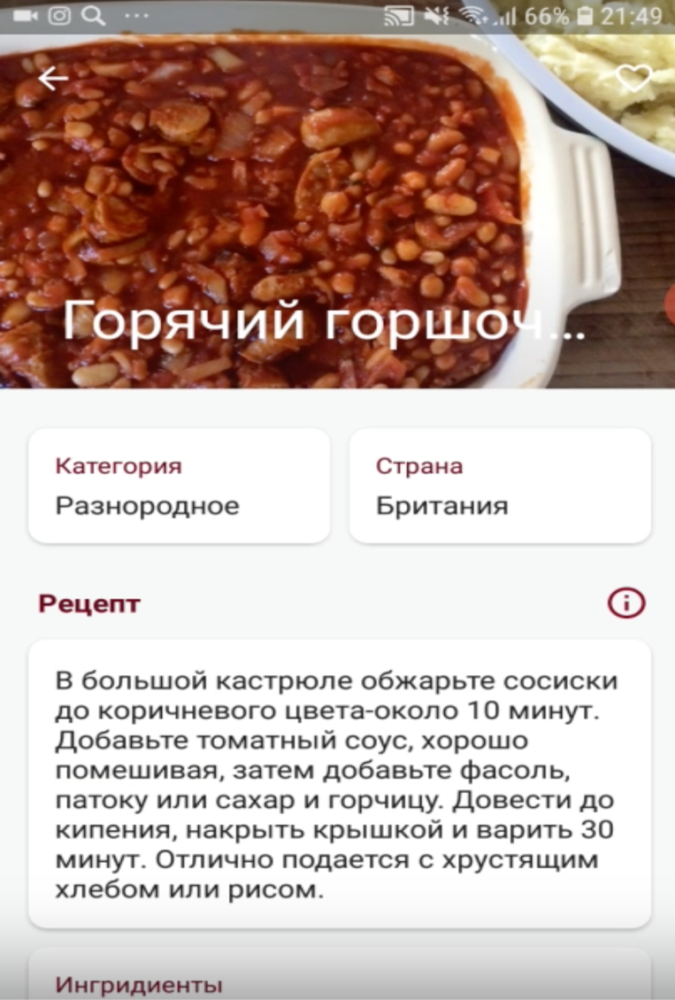 66% 21:49
Горячий горшоч...
Категория
Разнородное
Страна
Британия
Рецепт
В большой кастрюле обжарьте сосиски
до коричневого цвета-около 10 минут.
Добавьте томатный соус, хорошо
помешивая, затем добавьте фасоль,
патоку или сахар и горчицу. Довести до
кипения, накрыть крышкой и варить 30
минут. Отлично подается с хрустящим
хлебом или рисом.
Ингридиенты